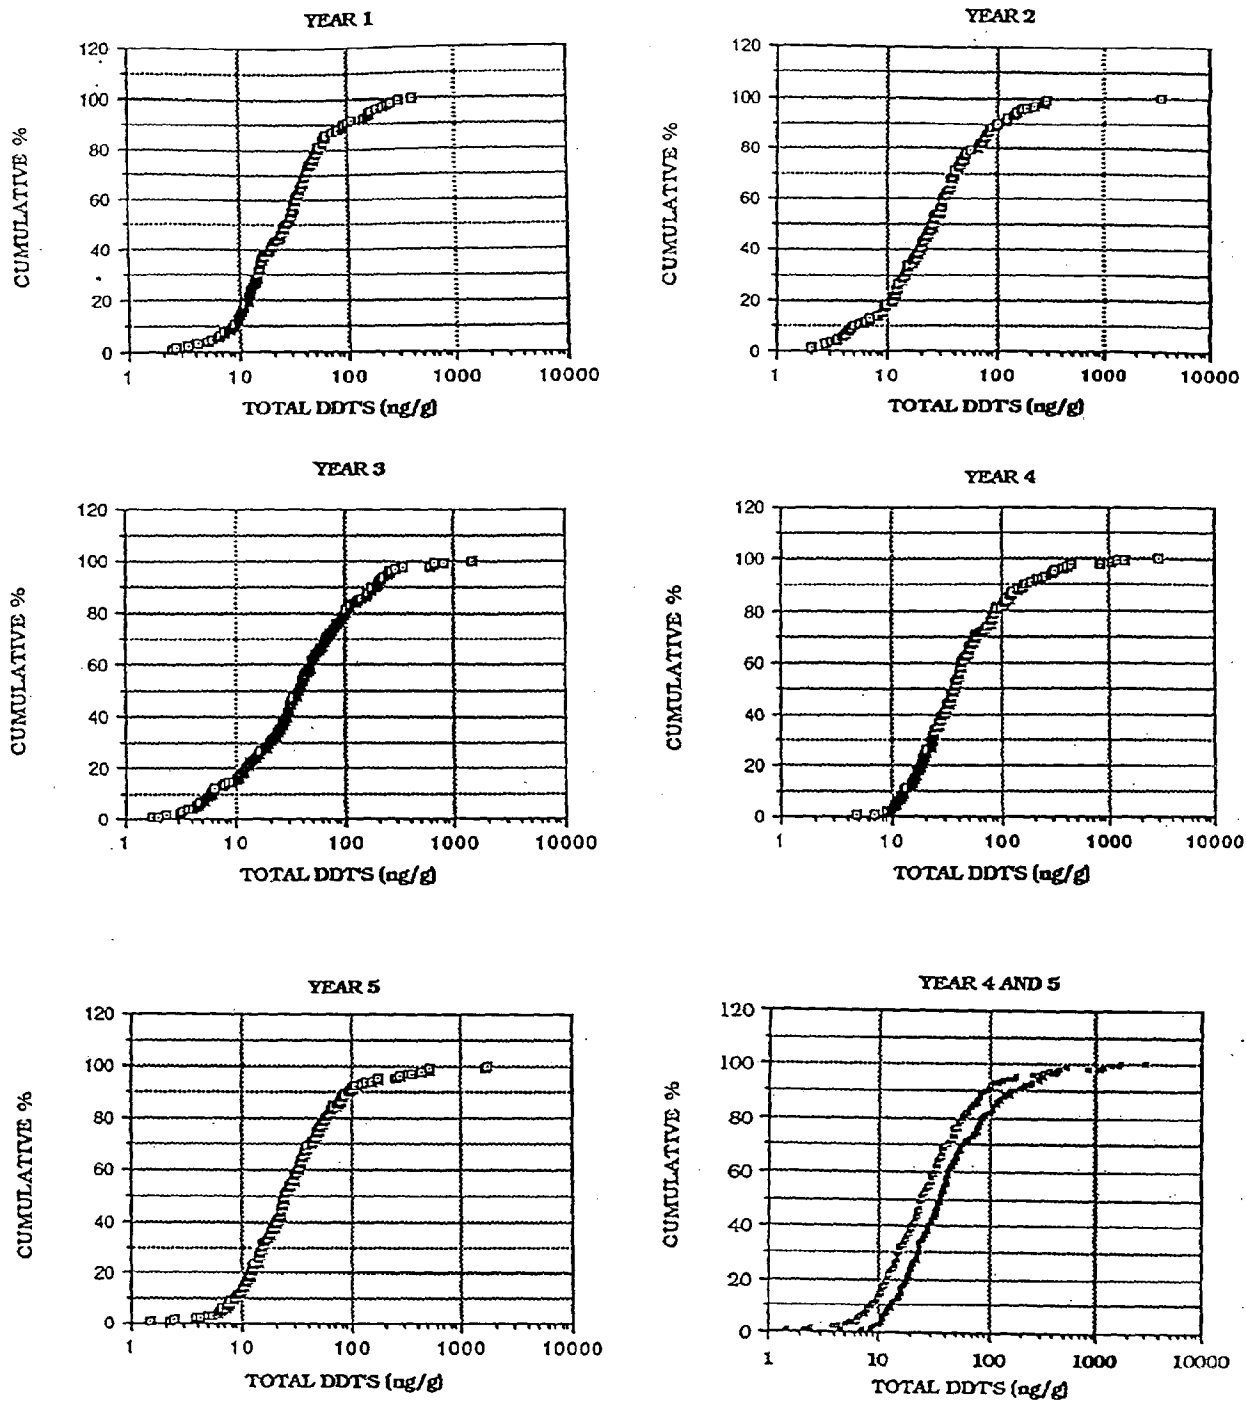 YEAR 1
120
100
80
60
40
20
0
CUMULATIVE %
1 10 100 1000 10000
TOTAL DDT'S (ng/g)
YEAR 2
120
100
80
60
40
20
0
CUMULATIVE %
1 10 100 1000 10000
TOTAL DDT'S (ng/g)
YEAR 3
120
100
80
60
40
20
0
CUMULATIVE %
1 10 100 1000 10000
TOTAL DDT'S (ng/g)
YEAR 4
120
100
80
60
40
20
0
CUMULATIVE %
1 10 100 1000 10000
TOTAL DDT'S (ng/g)
YEAR 5
120
100
80
60
40
20
0
CUMULATIVE %
1 10 100 1000 10000
TOTAL DDT'S (ng/g)
YEAR 4 AND 5
120
100
80
60
40
20
0
CUMULATIVE %
1 10 100 1000 10000
TOTAL DDT'S (ng/g)